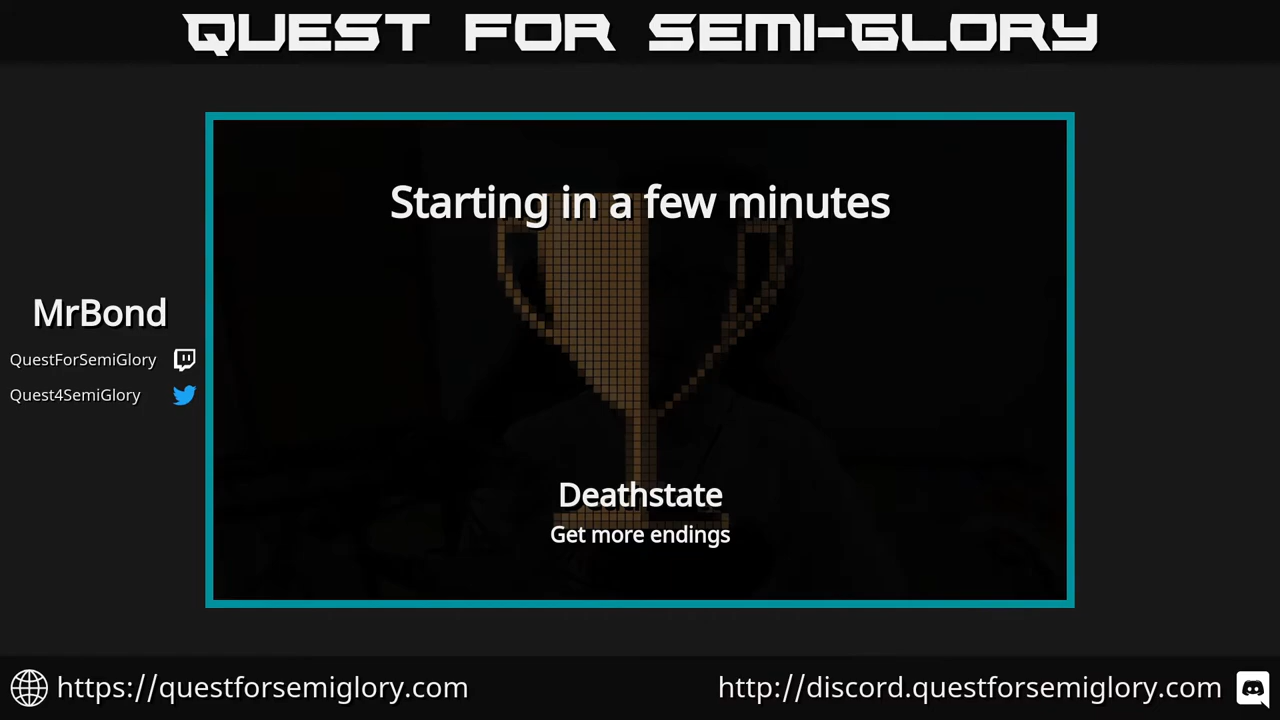 QUEST FOR SEMI-GLORY
Starting in a few minutes
MrBond
QuestForSemiGlory
Quest4SemiGlory
Deathstate
Get more endings
https://questforsemiglory.com
http://discord.questforsemiglory.com